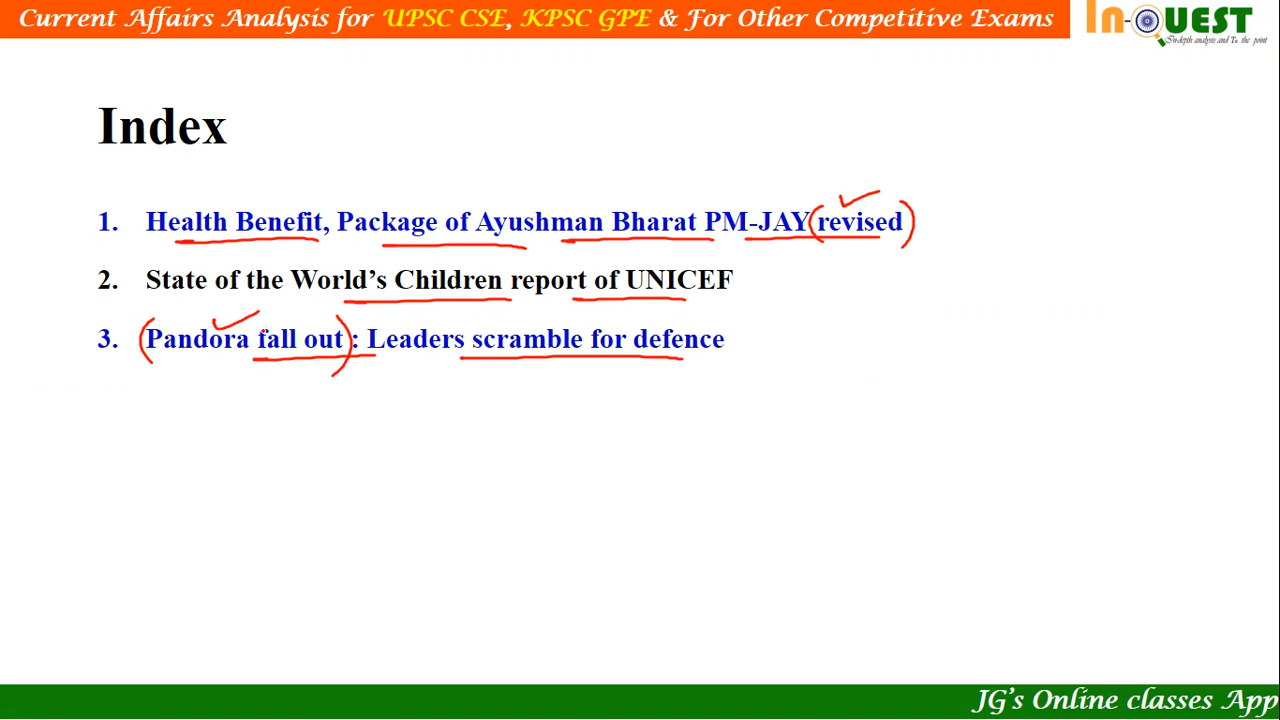 Current Affairs Analysis for UPSC CSE, KPSC GPE & For Other Competitive Exams
In-QUEST
In-depth analysis and To the point
Index
1. Health Benefit, Package of Ayushman Bharat PM-JAY (revised)
2. State of the World's Children report of UNICEF
3. (Pandora fall out) : Leaders scramble for defence
JG's Online classes App